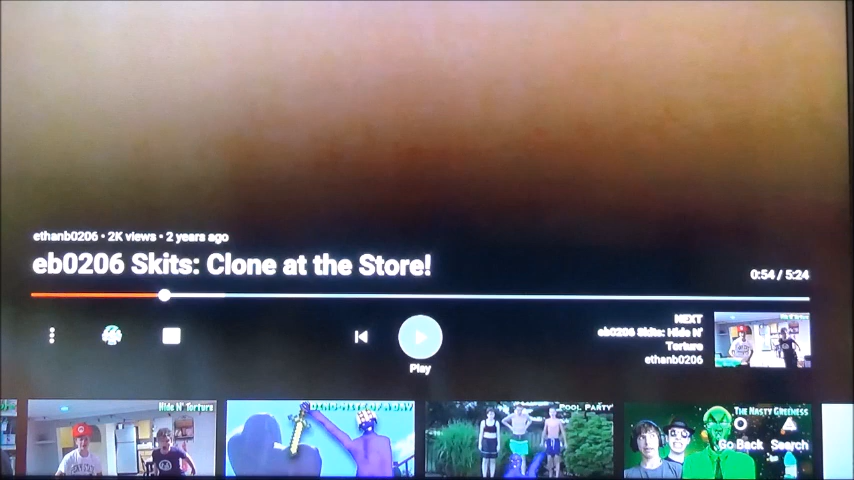 ethanb0206 • 2K views • 2 years ago
eb0206 Skits: Clone at the Store!
0:54 / 5:24
NEXT
eb0206 Skits: Hide N'
Torture
ethanb0206
Play
Hide N' Torture
POOL PARTY
THE NASTY GREENESS
Go Back
Search